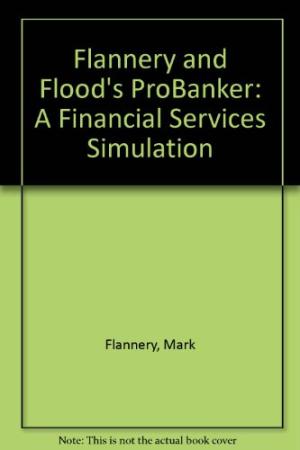 Flannery and
Flood's ProBanker:
A Financial Services
Simulation
Flannery, Mark
Note: This is not the actual book cover